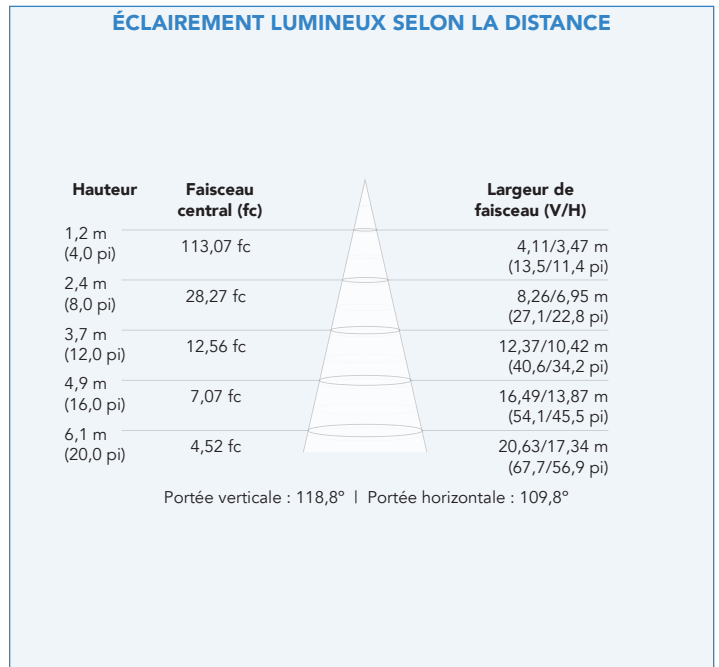 ÉCLAIREMENT LUMINEUX SELON LA DISTANCE
Hauteur Faisceau Largeur de
central (fc) faisceau (V/H)
1,2 m
(4,0 pi) 113,07 fc 4,11/3,47 m
(13,5/11,4 pi)
2,4 m
(8,0 pi) 28,27 fc 8,26/6,95 m
(27,1/22,8 pi)
3,7 m
(12,0 pi) 12,56 fc 12,37/10,42 m
(40,6/34,2 pi)
4,9 m
(16,0 pi) 7,07 fc 16,49/13,87 m
(54,1/45,5 pi)
6,1 m
(20,0 pi) 4,52 fc 20,63/17,34 m
(67,7/56,9 pi)
Portée verticale : 118,8° | Portée horizontale : 109,8°